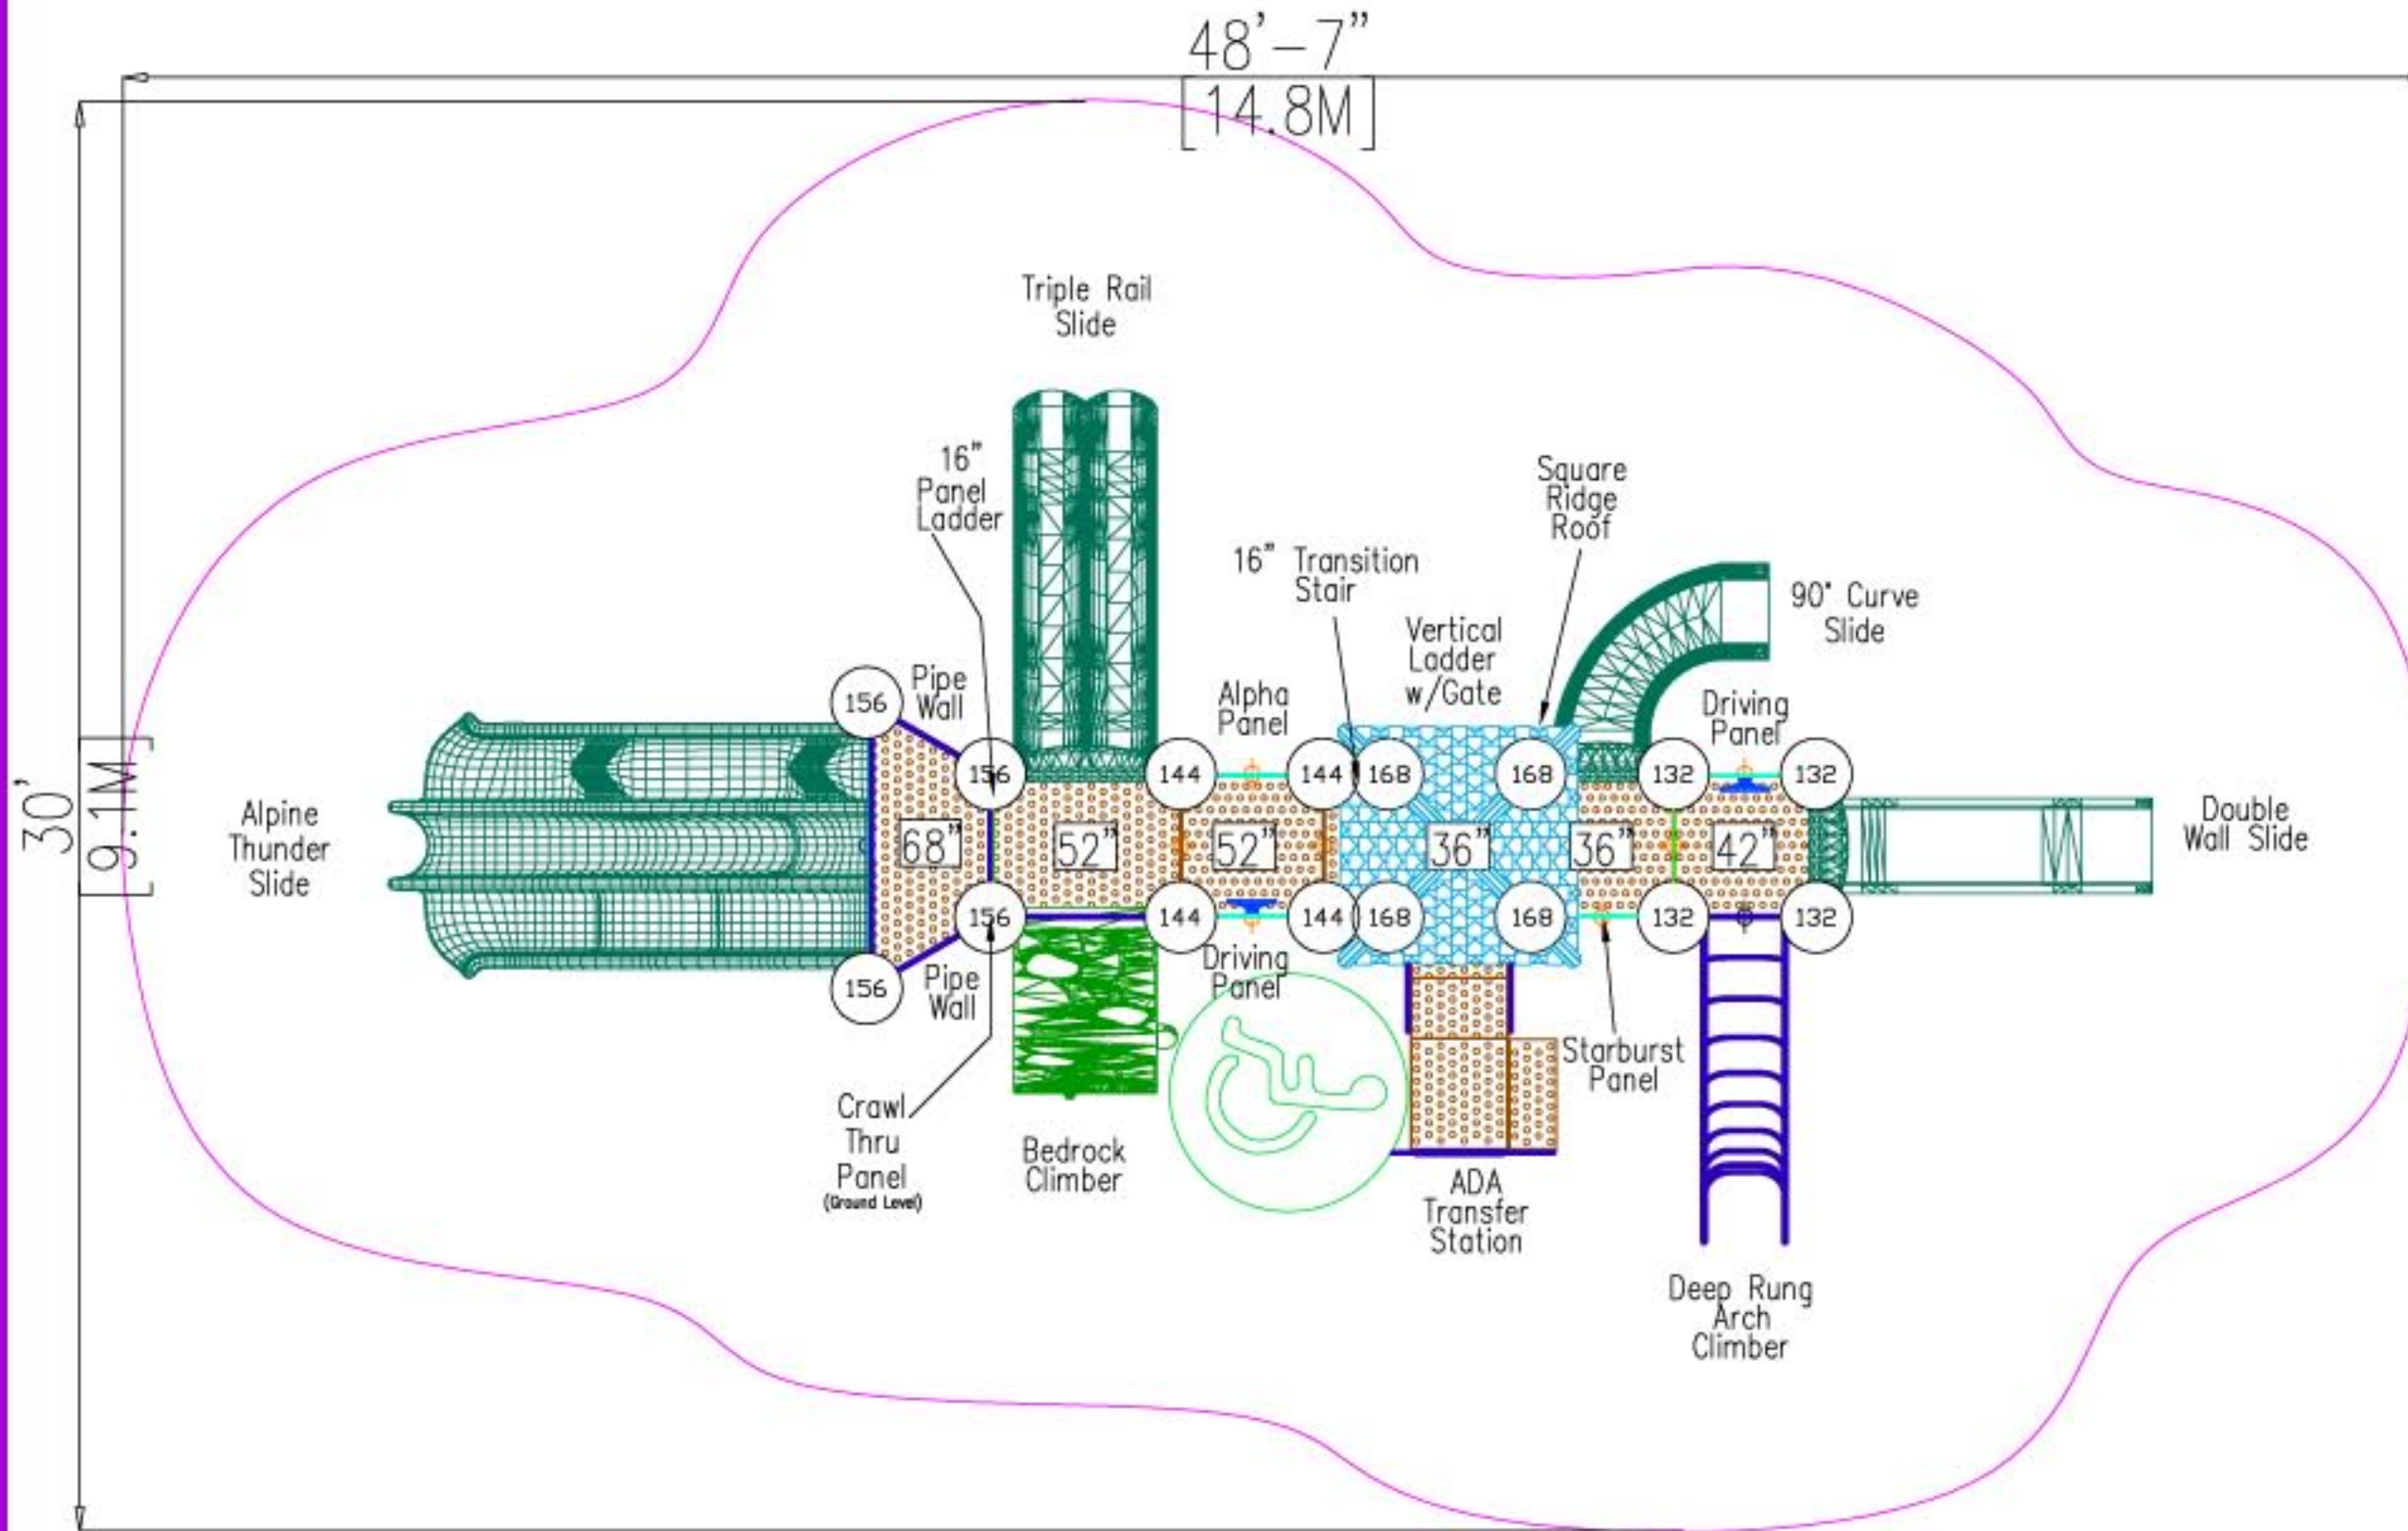 48'-7"
[14.8M]
30'
[9.1M]
Triple Rail
Slide
16"
Panel
Ladder
Square
Ridge
Roof
16" Transition
Stair
90° Curve
Slide
Vertical
Ladder
w/Gate
Pipe
Wall
Alpha
Panel
Driving
Panel
156
156
144
144
168
168
132
132
Alpine
Thunder
Slide
68"
52"
52"
36"
36"
42"
Double
Wall Slide
156
144
144
168
168
132
132
156
Pipe
Wall
Driving
Panel
Starburst
Panel
Crawl
Thru
Panel
(Ground Level)
Bedrock
Climber
ADA
Transfer
Station
Deep Rung
Arch
Climber